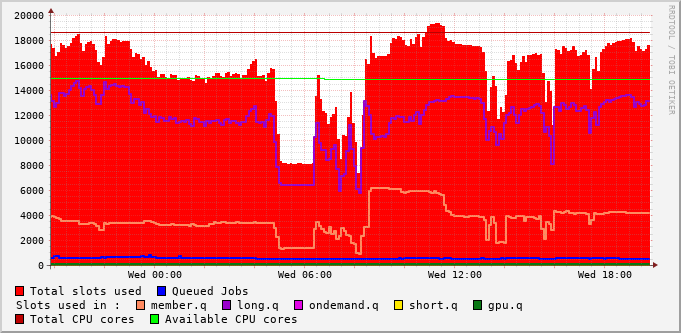 20000
18000
16000
14000
12000
10000
8000
6000
4000
2000
0
Wed 00:00 Wed 06:00 Wed 12:00 Wed 18:00
RRDTOOL / TOBI OETIKER
Total slots used Queued Jobs
Slots used in : member.q long.q ondemand.q short.q gpu.q
Total CPU cores Available CPU cores